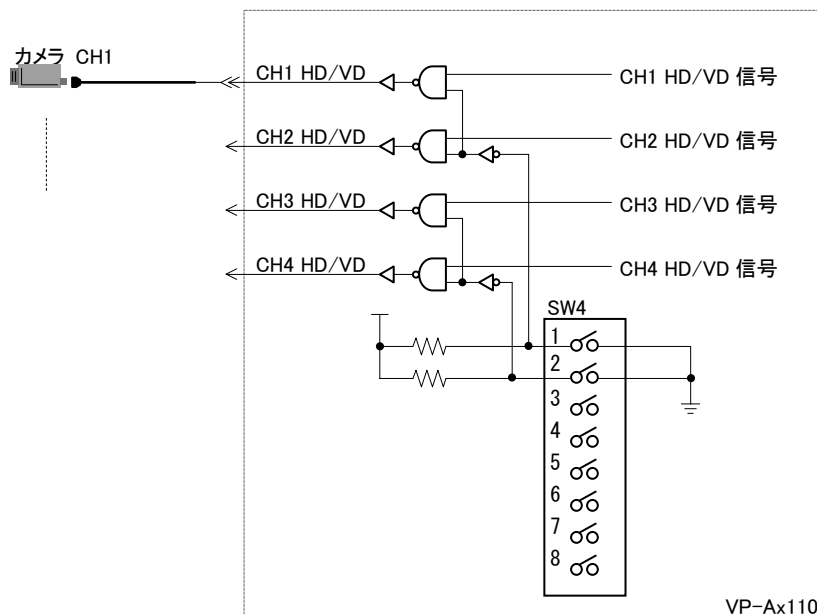 カメラ CH1
CH1 HD/VD
CH1 HD/VD 信号
CH2 HD/VD
CH2 HD/VD 信号
CH3 HD/VD
CH3 HD/VD 信号
CH4 HD/VD
CH4 HD/VD 信号
SW4
1
2
3
4
5
6
7
8
VP-Ax110